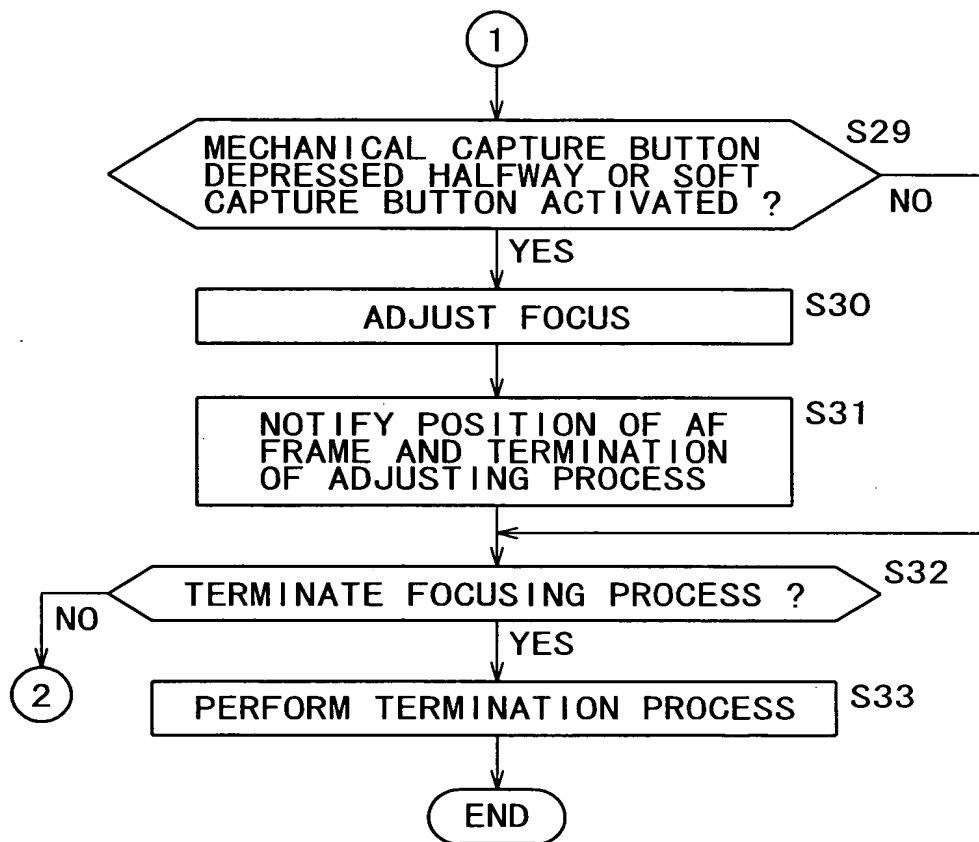 1
S29
MECHANICAL CAPTURE BUTTON
DEPRESSED HALFWAY OR SOFT
CAPTURE BUTTON ACTIVATED ?
NO
YES
S30
ADJUST FOCUS
S31
NOTIFY POSITION OF AF
FRAME AND TERMINATION
OF ADJUSTING PROCESS
S32
TERMINATE FOCUSING PROCESS ?
NO
YES
2
S33
PERFORM TERMINATION PROCESS
END